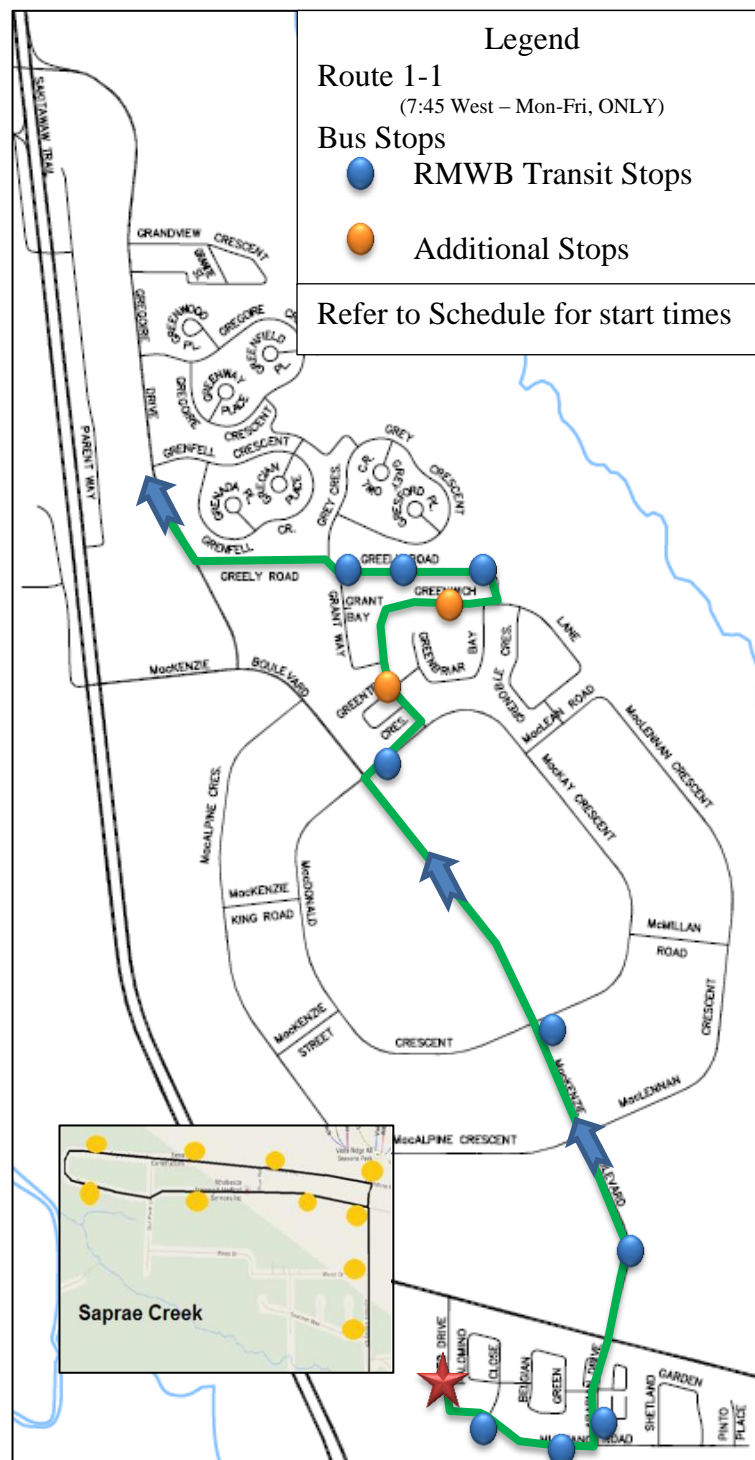 Legend
Route 1-1
(7:45 West – Mon-Fri, ONLY)
Bus Stops
RMWB Transit Stops
Additional Stops
Refer to Schedule for start times
SAKITAWAW TRAIL
GRANDVIEW
CRESCENT
GREGOIRE
DRIVE
GREENWOOD
PL.
GREGOIRE
GREENFIELD
PL.
GREENWAY
PLACE
GREGOIRE
CRESCENT
PARENT WAY
GRENFELL
CRESCENT
GREY
CRESCENT
GRENADA
GREGIAN
PLACE
GRENFELL
CR.
GREY CRES.
CR.
GRESFORD PL.
GREELY ROAD
GREELY ROAD
GRANT WAY
GRANT
BAY
GREENWICH
GREENBRIAR
BAY
LANE
GRENOBLE
CRES.
MacKENZIE
BOULEVARD
CRES.
MacLEAN ROAD
MacLENNAN CRESCENT
MacKAY CRESCENT
MacALPINE CRES.
MacKENZIE
KING ROAD
MacDONALD
McMILLAN
ROAD
MacKENZIE
STREET
CRESCENT
CRESCENT
MacKENZIE
MacLENNAN
MacALPINE CRESCENT
Saprae Creek
DRIVE
CLOSE
BELGIAN
GREEN
SHETLAND
GARDEN
PINTO
PLACE
ROAD